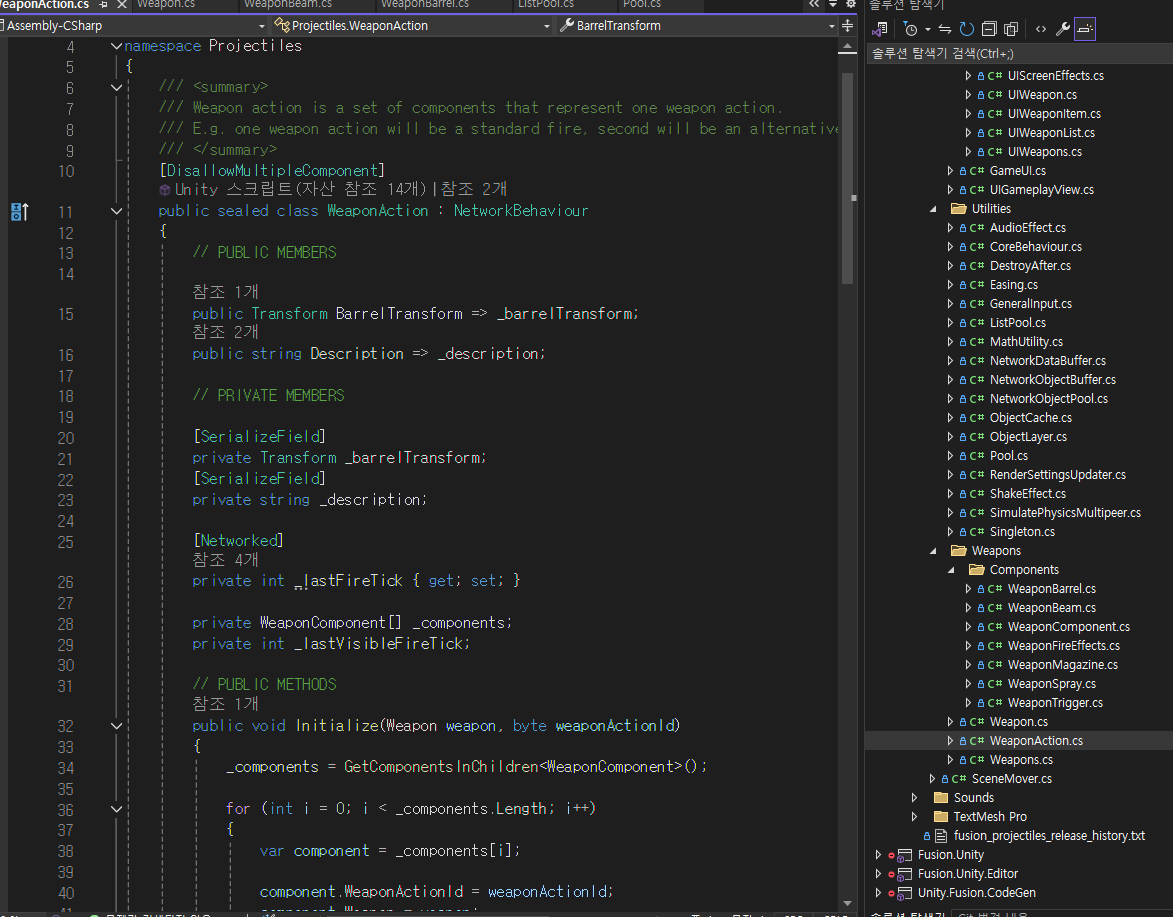 WeaponAction.cs
Weapon.cs
WeaponBeam.cs
WeaponBarrel.cs
ListPool.cs
Pool.cs
Assembly-CSharp
Projectiles.WeaponAction
BarrelTransform
4 namespace Projectiles
5 {
6 /// <summary>
7 /// Weapon action is a set of components that represent one weapon action.
8 /// E.g. one weapon action will be a standard fire, second will be an alternative
9 /// </summary>
10 [DisallowMultipleComponent]
Unity 스크립트(자산 참조 14개)|참조 2개
11 public sealed class WeaponAction : NetworkBehaviour
12 {
13 // PUBLIC MEMBERS
14
참조 1개
15 public Transform BarrelTransform => _barrelTransform;
참조 2개
16 public string Description => _description;
17
18 // PRIVATE MEMBERS
19
20 [SerializeField]
21 private Transform _barrelTransform;
22 [SerializeField]
23 private string _description;
24
25 [Networked]
참조 4개
26 private int _lastFireTick { get; set; }
27
28 private WeaponComponent[] _components;
29 private int _lastVisibleFireTick;
30
31 // PUBLIC METHODS
참조 1개
32 public void Initialize(Weapon weapon, byte weaponActionId)
33 {
34 _components = GetComponentsInChildren<WeaponComponent>();
35
36 for (int i = 0; i < _components.Length; i++)
37 {
38 var component = _components[i];
39
40 component.WeaponActionId = weaponActionId;
솔루션 탐색기
솔루션 탐색기 검색(Ctrl+;)
C# UIScreenEffects.cs
C# UIWeapon.cs
C# UIWeaponItem.cs
C# UIWeaponList.cs
C# UIWeapons.cs
C# GameUI.cs
C# UIGameplayView.cs
Utilities
C# AudioEffect.cs
C# CoreBehaviour.cs
C# DestroyAfter.cs
C# Easing.cs
C# GeneralInput.cs
C# ListPool.cs
C# MathUtility.cs
C# NetworkDataBuffer.cs
C# NetworkObjectBuffer.cs
C# NetworkObjectPool.cs
C# ObjectCache.cs
C# ObjectLayer.cs
C# Pool.cs
C# RenderSettingsUpdater.cs
C# ShakeEffect.cs
C# SimulatePhysicsMultipeer.cs
C# Singleton.cs
Weapons
Components
C# WeaponBarrel.cs
C# WeaponBeam.cs
C# WeaponComponent.cs
C# WeaponFireEffects.cs
C# WeaponMagazine.cs
C# WeaponSpray.cs
C# WeaponTrigger.cs
C# Weapon.cs
C# WeaponAction.cs
C# Weapons.cs
C# SceneMover.cs
Sounds
TextMesh Pro
fusion_projectiles_release_history.txt
Fusion.Unity
Fusion.Unity.Editor
Unity.Fusion.CodeGen